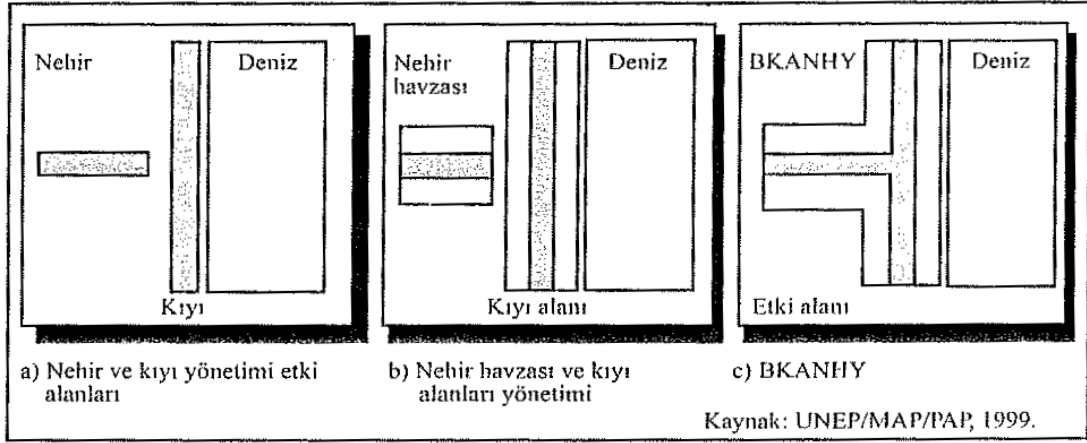 Nehir
Deniz
Kıyı
a) Nehir ve kıyı yönetimi etki
alanları
Nehir
havzası
Deniz
Kıyı alanı
b) Nehir havzası ve kıyı
alanları yönetimi
BKANHY
Deniz
Etki alanı
c) BKANHY
Kaynak: UNEP/MAP/PAP, 1999.